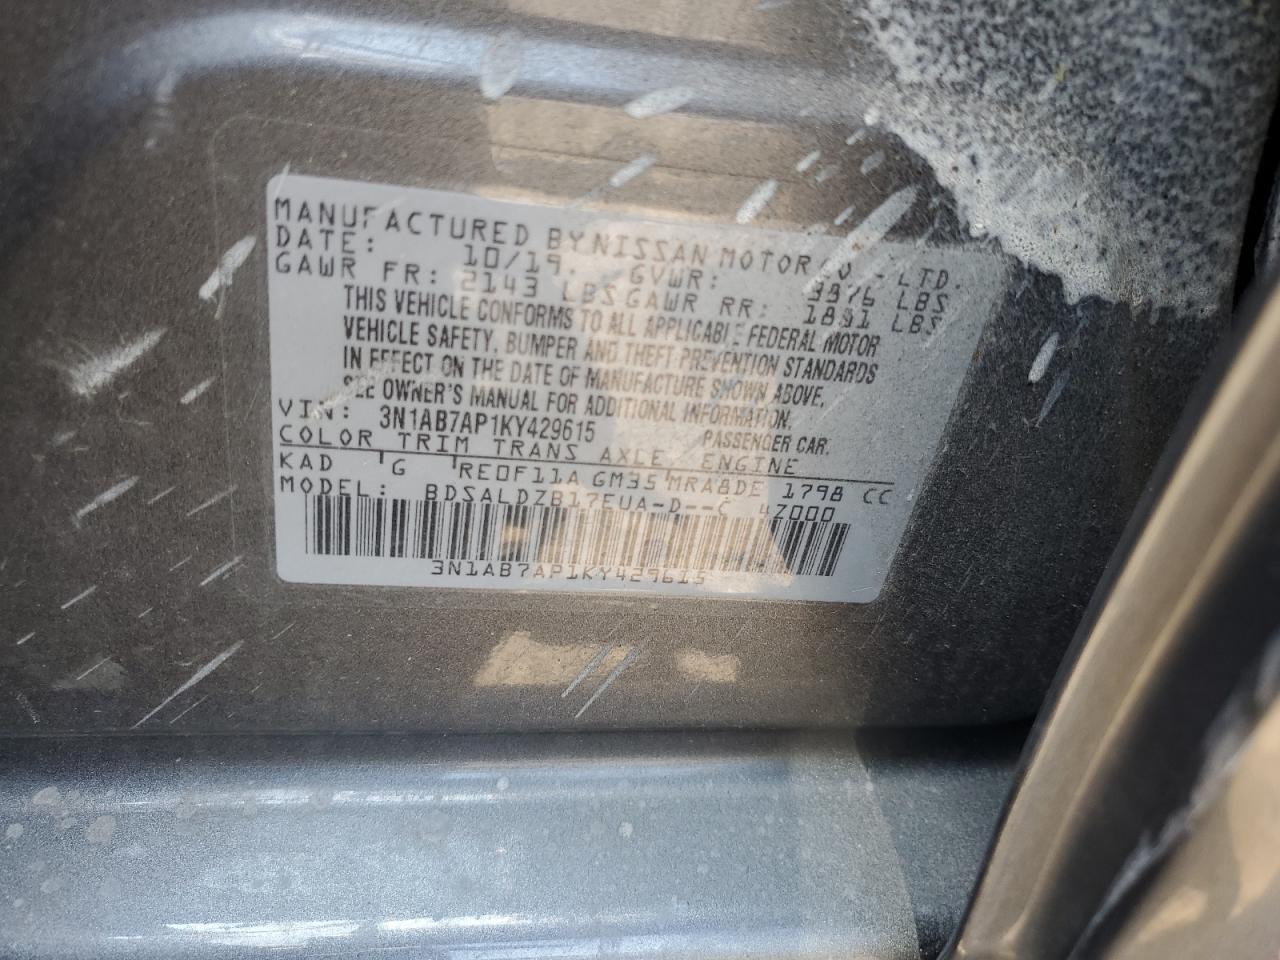 MANUFACTURED BY NISSAN MOTOR CO., LTD.
DATE: 10/19 GVWR: 3976 LBS
GAWR FR: 2143 LBS GAWR RR: 1891 LBS
THIS VEHICLE CONFORMS TO ALL APPLICABLE FEDERAL MOTOR
VEHICLE SAFETY, BUMPER AND THEFT PREVENTION STANDARDS
IN EFFECT ON THE DATE OF MANUFACTURE SHOWN ABOVE.
SEE OWNER'S MANUAL FOR ADDITIONAL INFORMATION.
VIN: 3N1AB7AP1KY429615 PASSENGER CAR.
COLOR TRIM TRANS AXLE ENGINE
KAD G RE0F11A GM35 MRA8DE 1798 CC
MODEL: BDSALDZB17EUA-D--C 4Z000
3N1AB7AP1KY429615